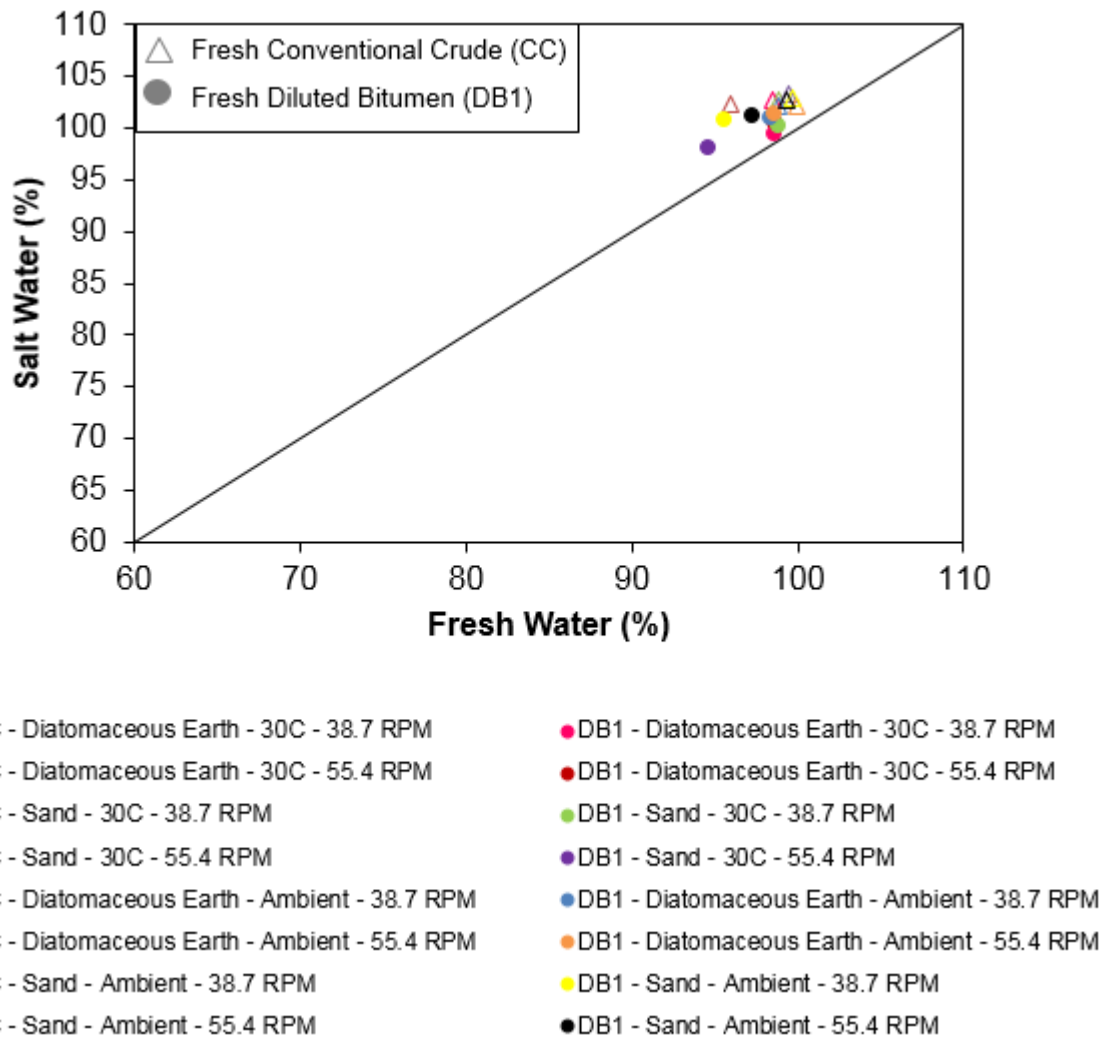 110
105
100
95
90
85
80
75
70
65
60
Salt Water (%)
Fresh Conventional Crude (CC)
Fresh Diluted Bitumen (DB1)
60 70 80 90 100 110
Fresh Water (%)
- Diatomaceous Earth - 30C - 38.7 RPM
- Diatomaceous Earth - 30C - 55.4 RPM
- Sand - 30C - 38.7 RPM
- Sand - 30C - 55.4 RPM
- Diatomaceous Earth - Ambient - 38.7 RPM
- Diatomaceous Earth - Ambient - 55.4 RPM
- Sand - Ambient - 38.7 RPM
- Sand - Ambient - 55.4 RPM
DB1 - Diatomaceous Earth - 30C - 38.7 RPM
DB1 - Diatomaceous Earth - 30C - 55.4 RPM
DB1 - Sand - 30C - 38.7 RPM
DB1 - Sand - 30C - 55.4 RPM
DB1 - Diatomaceous Earth - Ambient - 38.7 RPM
DB1 - Diatomaceous Earth - Ambient - 55.4 RPM
DB1 - Sand - Ambient - 38.7 RPM
DB1 - Sand - Ambient - 55.4 RPM